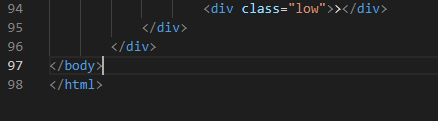 94 <div class="low">></div>
95 </div>
96 </div>
97 </body>
98 </html>